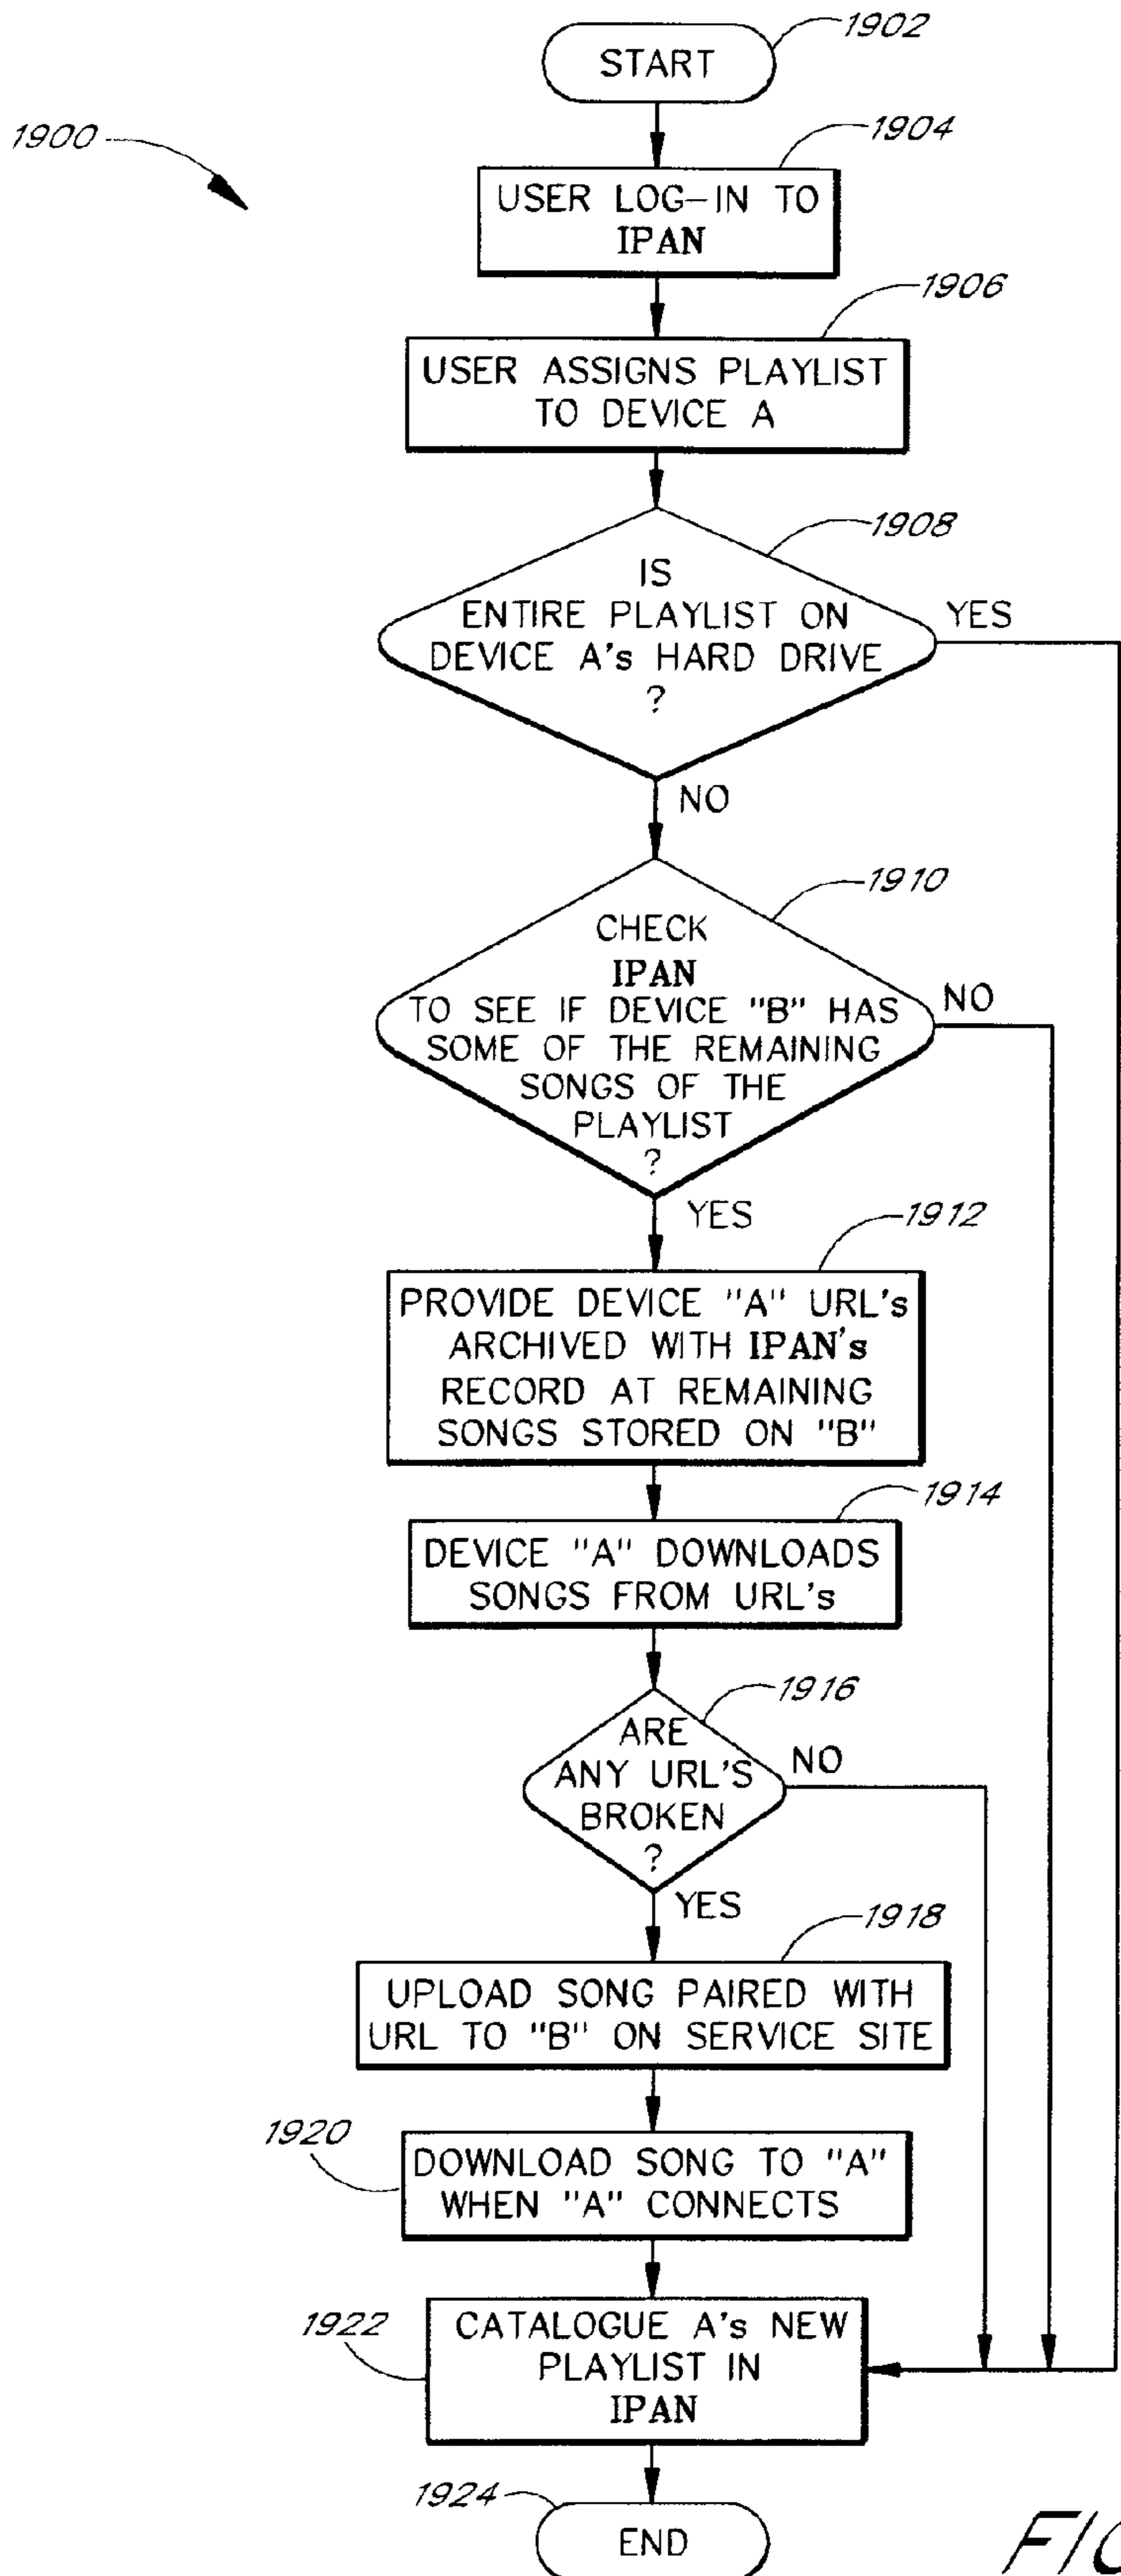 1902
START
1900
1904
USER LOG-IN TO
IPAN
1906
USER ASSIGNS PLAYLIST
TO DEVICE A
1908
IS
ENTIRE PLAYLIST ON
DEVICE A's HARD DRIVE
?
YES
NO
1910
CHECK
IPAN
TO SEE IF DEVICE "B" HAS
SOME OF THE REMAINING
SONGS OF THE
PLAYLIST
?
NO
YES
1912
PROVIDE DEVICE "A" URL's
ARCHIVED WITH IPAN's
RECORD AT REMAINING
SONGS STORED ON "B"
1914
DEVICE "A" DOWNLOADS
SONGS FROM URL's
1916
ARE
ANY URL'S
BROKEN
?
NO
YES
1918
UPLOAD SONG PAIRED WITH
URL TO "B" ON SERVICE SITE
1920
DOWNLOAD SONG TO "A"
WHEN "A" CONNECTS
1922
CATALOGUE A's NEW
PLAYLIST IN
IPAN
1924
END